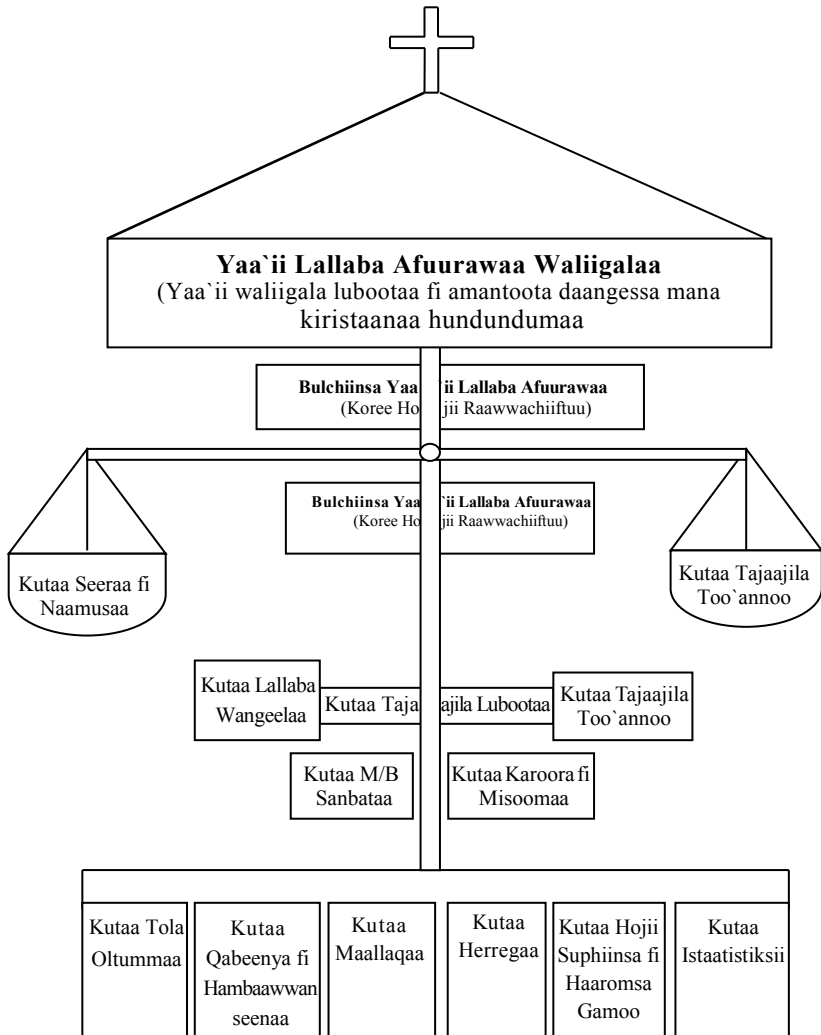 Yaa`ii Lallaba Afuurawaa Waliigalaa
(Yaa`ii waliigala lubootaa fi amantoota daangessa mana
kiristaanaa hundundumaa
Bulchiinsa Yaa`ii Lallaba Afuurawaa
(Koree Hojii Raawwachiiftuu)
Bulchiinsa Yaa`ii Lallaba Afuurawaa
(Koree Hojii Raawwachiiftuu)
Kutaa Seeraa fi
Naamusaa
Kutaa Tajaajila
Too`annoo
Kutaa Lallaba
Wangeelaa
Kutaa Tajaajila Lubootaa
Kutaa Tajaajila
Too`annoo
Kutaa M/B
Sanbataa
Kutaa Karoora fi
Misoomaa
Kutaa Tola
Oltummaa
Kutaa
Qabeenya fi
Hambaawwan
seenaa
Kutaa
Maallaqaa
Kutaa
Herregaa
Kutaa Hojii
Suphiinsa fi
Haaromsa
Gamoo
Kutaa
Istaatistiksii